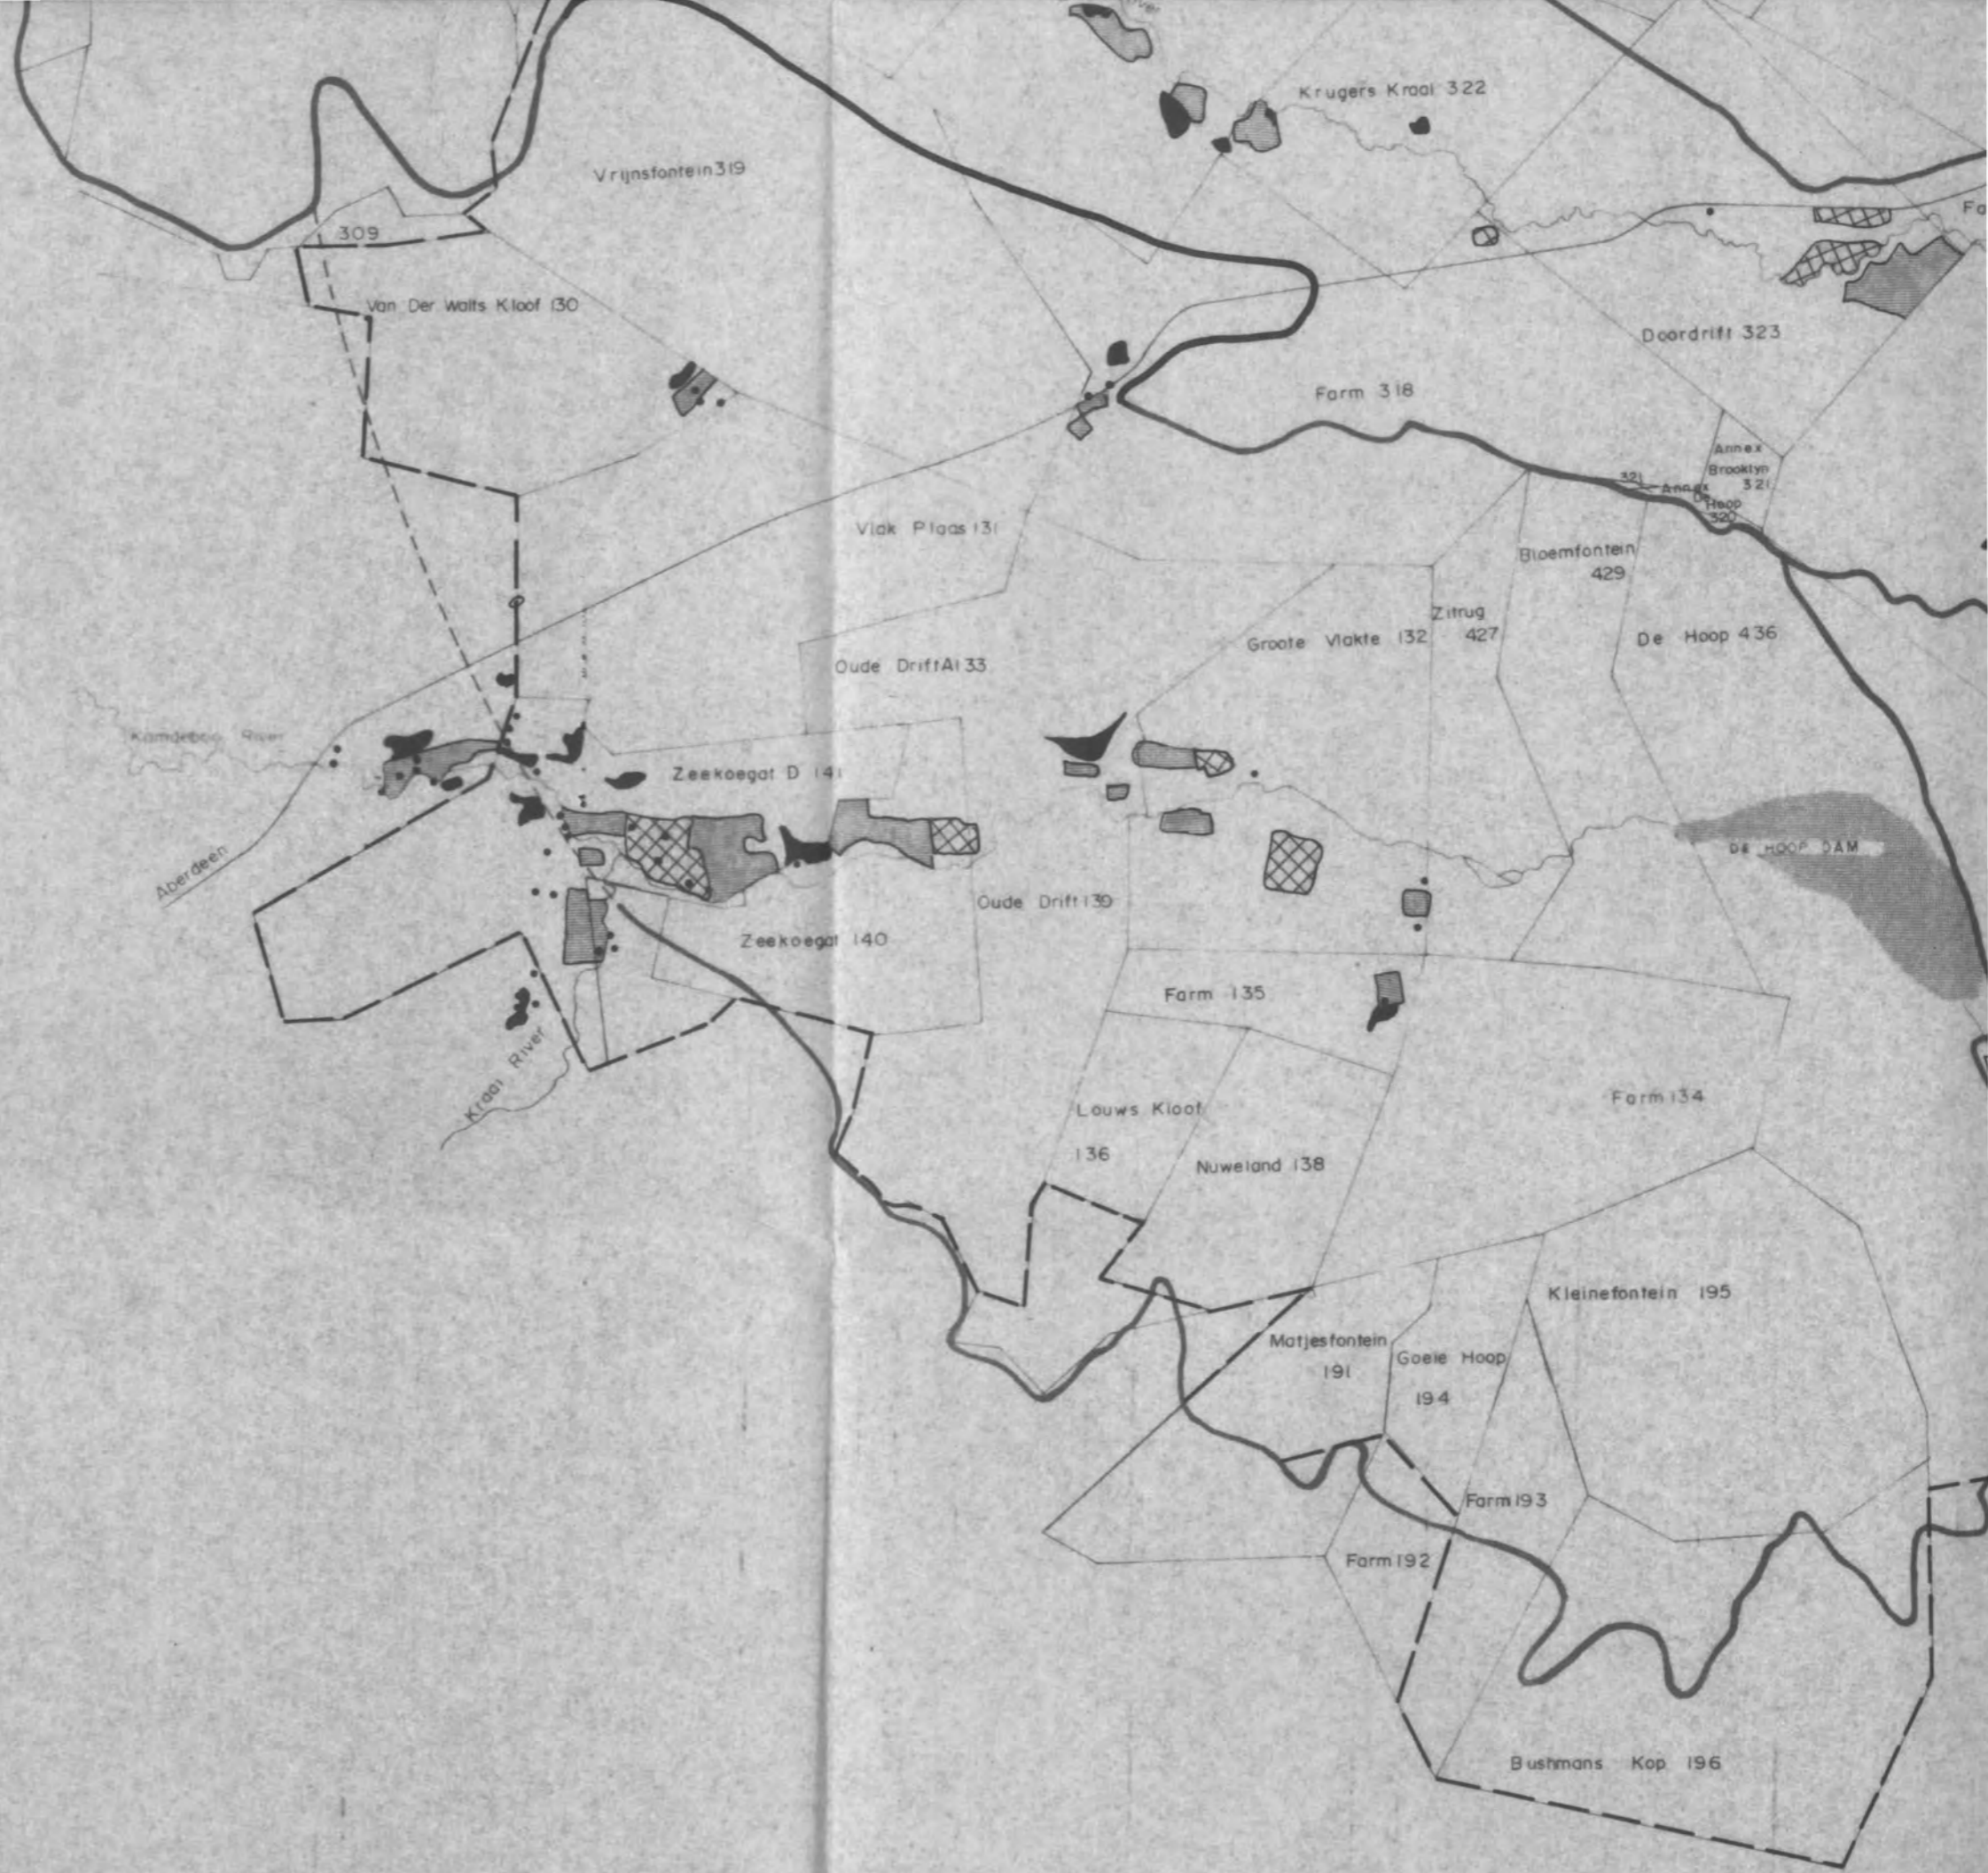 Krugers Kraal 322
Vrijnsfontein 319
309
Van Der Walts Kloof 130
Doordrift 323
Farm 318
Annex
Brooklyn
321
321
Annex
De
Hoop
320
Vlak Plaas 131
Bloemfontein
429
Zitrug
427
Groote Vlakte 132
De Hoop 436
Oude Drift A133
Kamdeboo River
Zeekoegat D 141
DE HOOP DAM
Aberdeen
Oude Drift 139
Zeekoegat 140
Farm 135
Kraai River
Louws Kloof
136
Farm 134
Nuweland 138
Kleinefontein 195
Matjesfontein
191
Goeie Hoop
194
Farm 193
Farm 192
Bushmans Kop 196